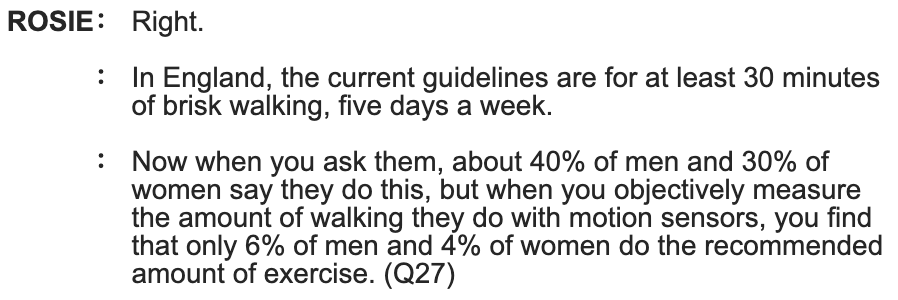 ROSIE: Right.
: In England, the current guidelines are for at least 30 minutes
of brisk walking, five days a week.
: Now when you ask them, about 40% of men and 30% of
women say they do this, but when you objectively measure
the amount of walking they do with motion sensors, you find
that only 6% of men and 4% of women do the recommended
amount of exercise. (Q27)